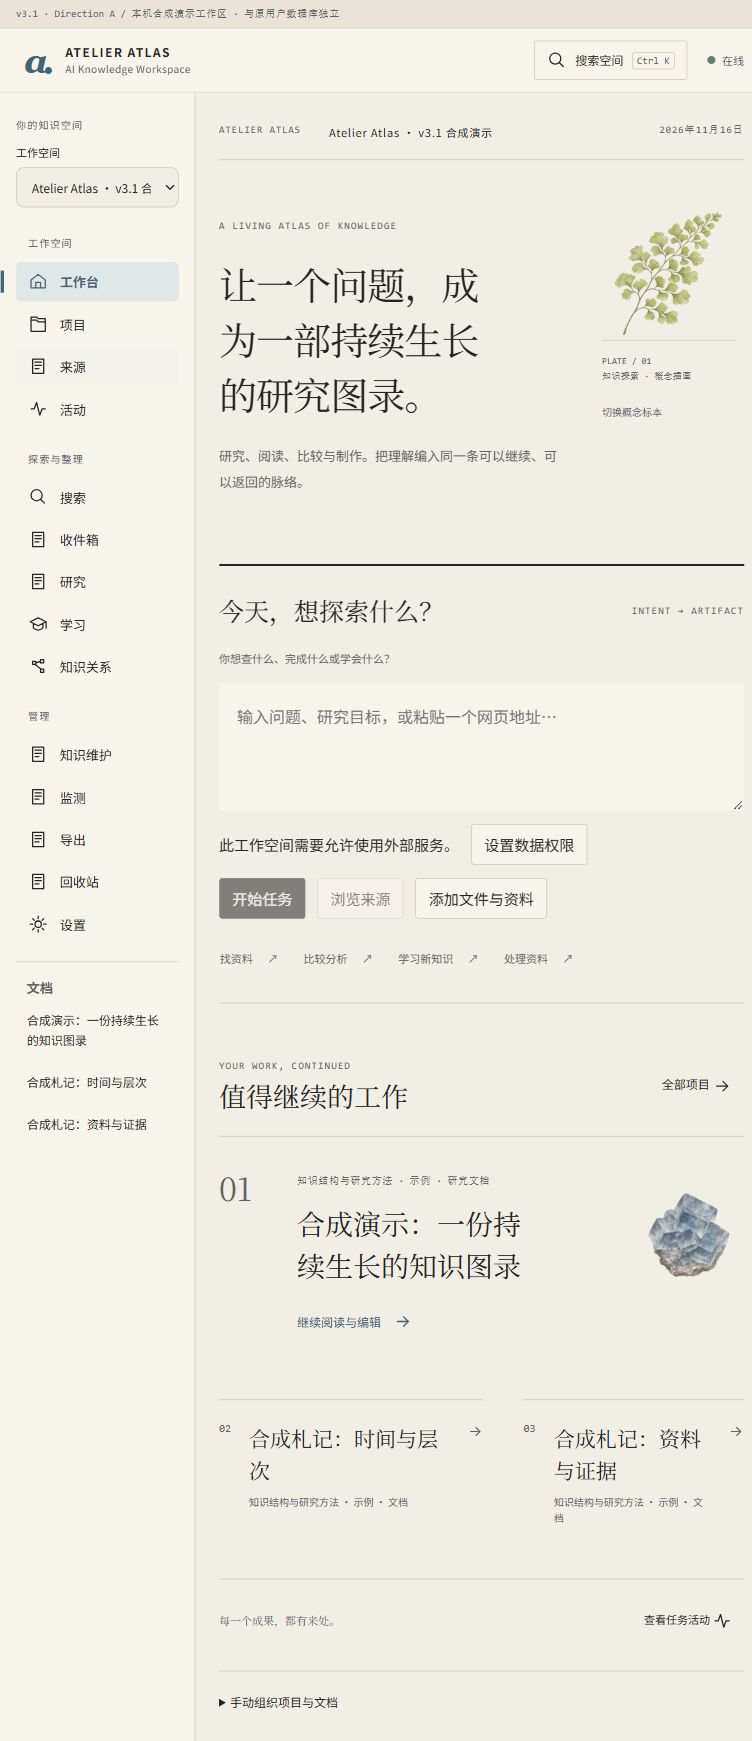 v3.1 · Direction A / 本机合成演示工作区 · 与原用户数据库独立
a.
ATELIER ATLAS
AI Knowledge Workspace
搜索空间 Ctrl K
在线
你的知识空间
工作空间
Atelier Atlas · v3.1 合
工作空间
工作台
项目
来源
活动
探索与整理
搜索
收件箱
研究
学习
知识关系
管理
知识维护
监测
导出
回收站
设置
文档
合成演示：一份持续生长
的知识图录
合成札记：时间与层次
合成札记：资料与证据
ATELIER ATLAS
Atelier Atlas · v3.1 合成演示
2026年11月16日
A LIVING ATLAS OF KNOWLEDGE
让一个问题，成
为一部持续生长
的研究图录。
研究、阅读、比较与制作。把理解编入同一条可以继续、可
以返回的脉络。
PLATE / 01
知识探索 · 概念插画
切换概念标本
今天，想探索什么？
INTENT → ARTIFACT
你想查什么、完成什么或学会什么？
输入问题、研究目标，或粘贴一个网页地址…
此工作空间需要允许使用外部服务。
设置数据权限
开始任务
浏览来源
添加文件与资料
找资料 ↗
比较分析 ↗
学习新知识 ↗
处理资料 ↗
YOUR WORK, CONTINUED
值得继续的工作
全部项目 →
01
知识结构与研究方法 · 示例 · 研究文档
合成演示：一份持
续生长的知识图录
继续阅读与编辑 →
02
合成札记：时间与层
次
→
知识结构与研究方法 · 示例 · 文档
03
合成札记：资料
与证据
→
知识结构与研究方法 · 示例 · 文
档
每一个成果，都有来处。
查看任务活动
▶ 手动组织项目与文档